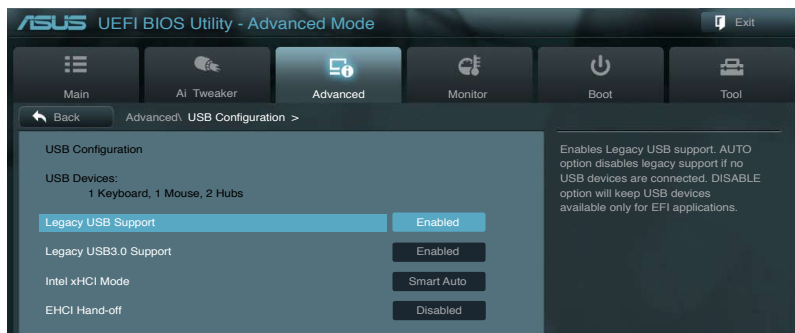 ASUS UEFI BIOS Utility - Advanced Mode
Exit
Main
Ai Tweaker
Advanced
Monitor
Boot
Tool
Back
Advanced\ USB Configuration >
USB Configuration
USB Devices:
1 Keyboard, 1 Mouse, 2 Hubs
Legacy USB Support Enabled
Legacy USB3.0 Support Enabled
Intel xHCI Mode Smart Auto
EHCI Hand-off Disabled
Enables Legacy USB support. AUTO
option disables legacy support if no
USB devices are connected. DISABLE
option will keep USB devices
available only for EFI applications.